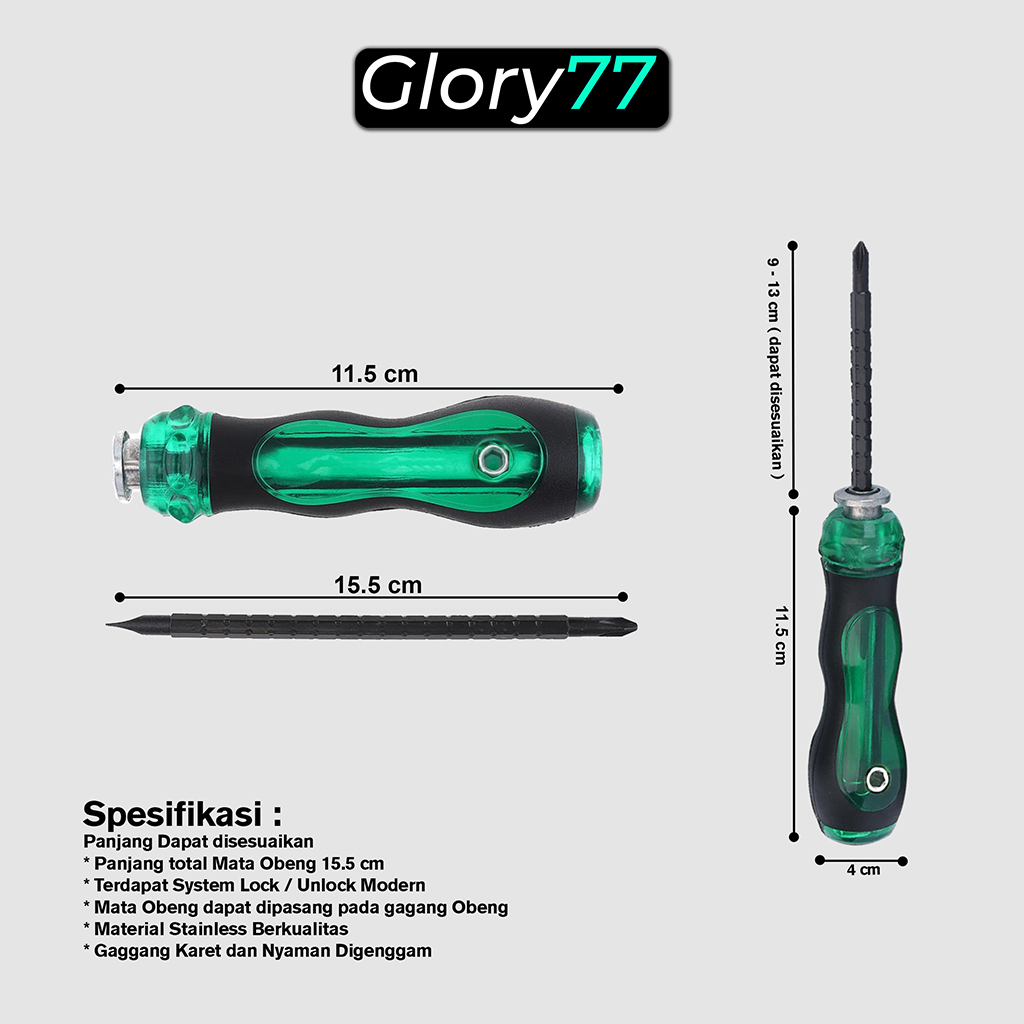 Glory77
11.5 cm
15.5 cm
9 - 13 cm ( dapat disesuaikan )
11.5 cm
4 cm
Spesifikasi :
Panjang Dapat disesuaikan
* Panjang total Mata Obeng 15.5 cm
* Terdapat System Lock / Unlock Modern
* Mata Obeng dapat dipasang pada gagang Obeng
* Material Stainless Berkualitas
* Gaggang Karet dan Nyaman Digenggam